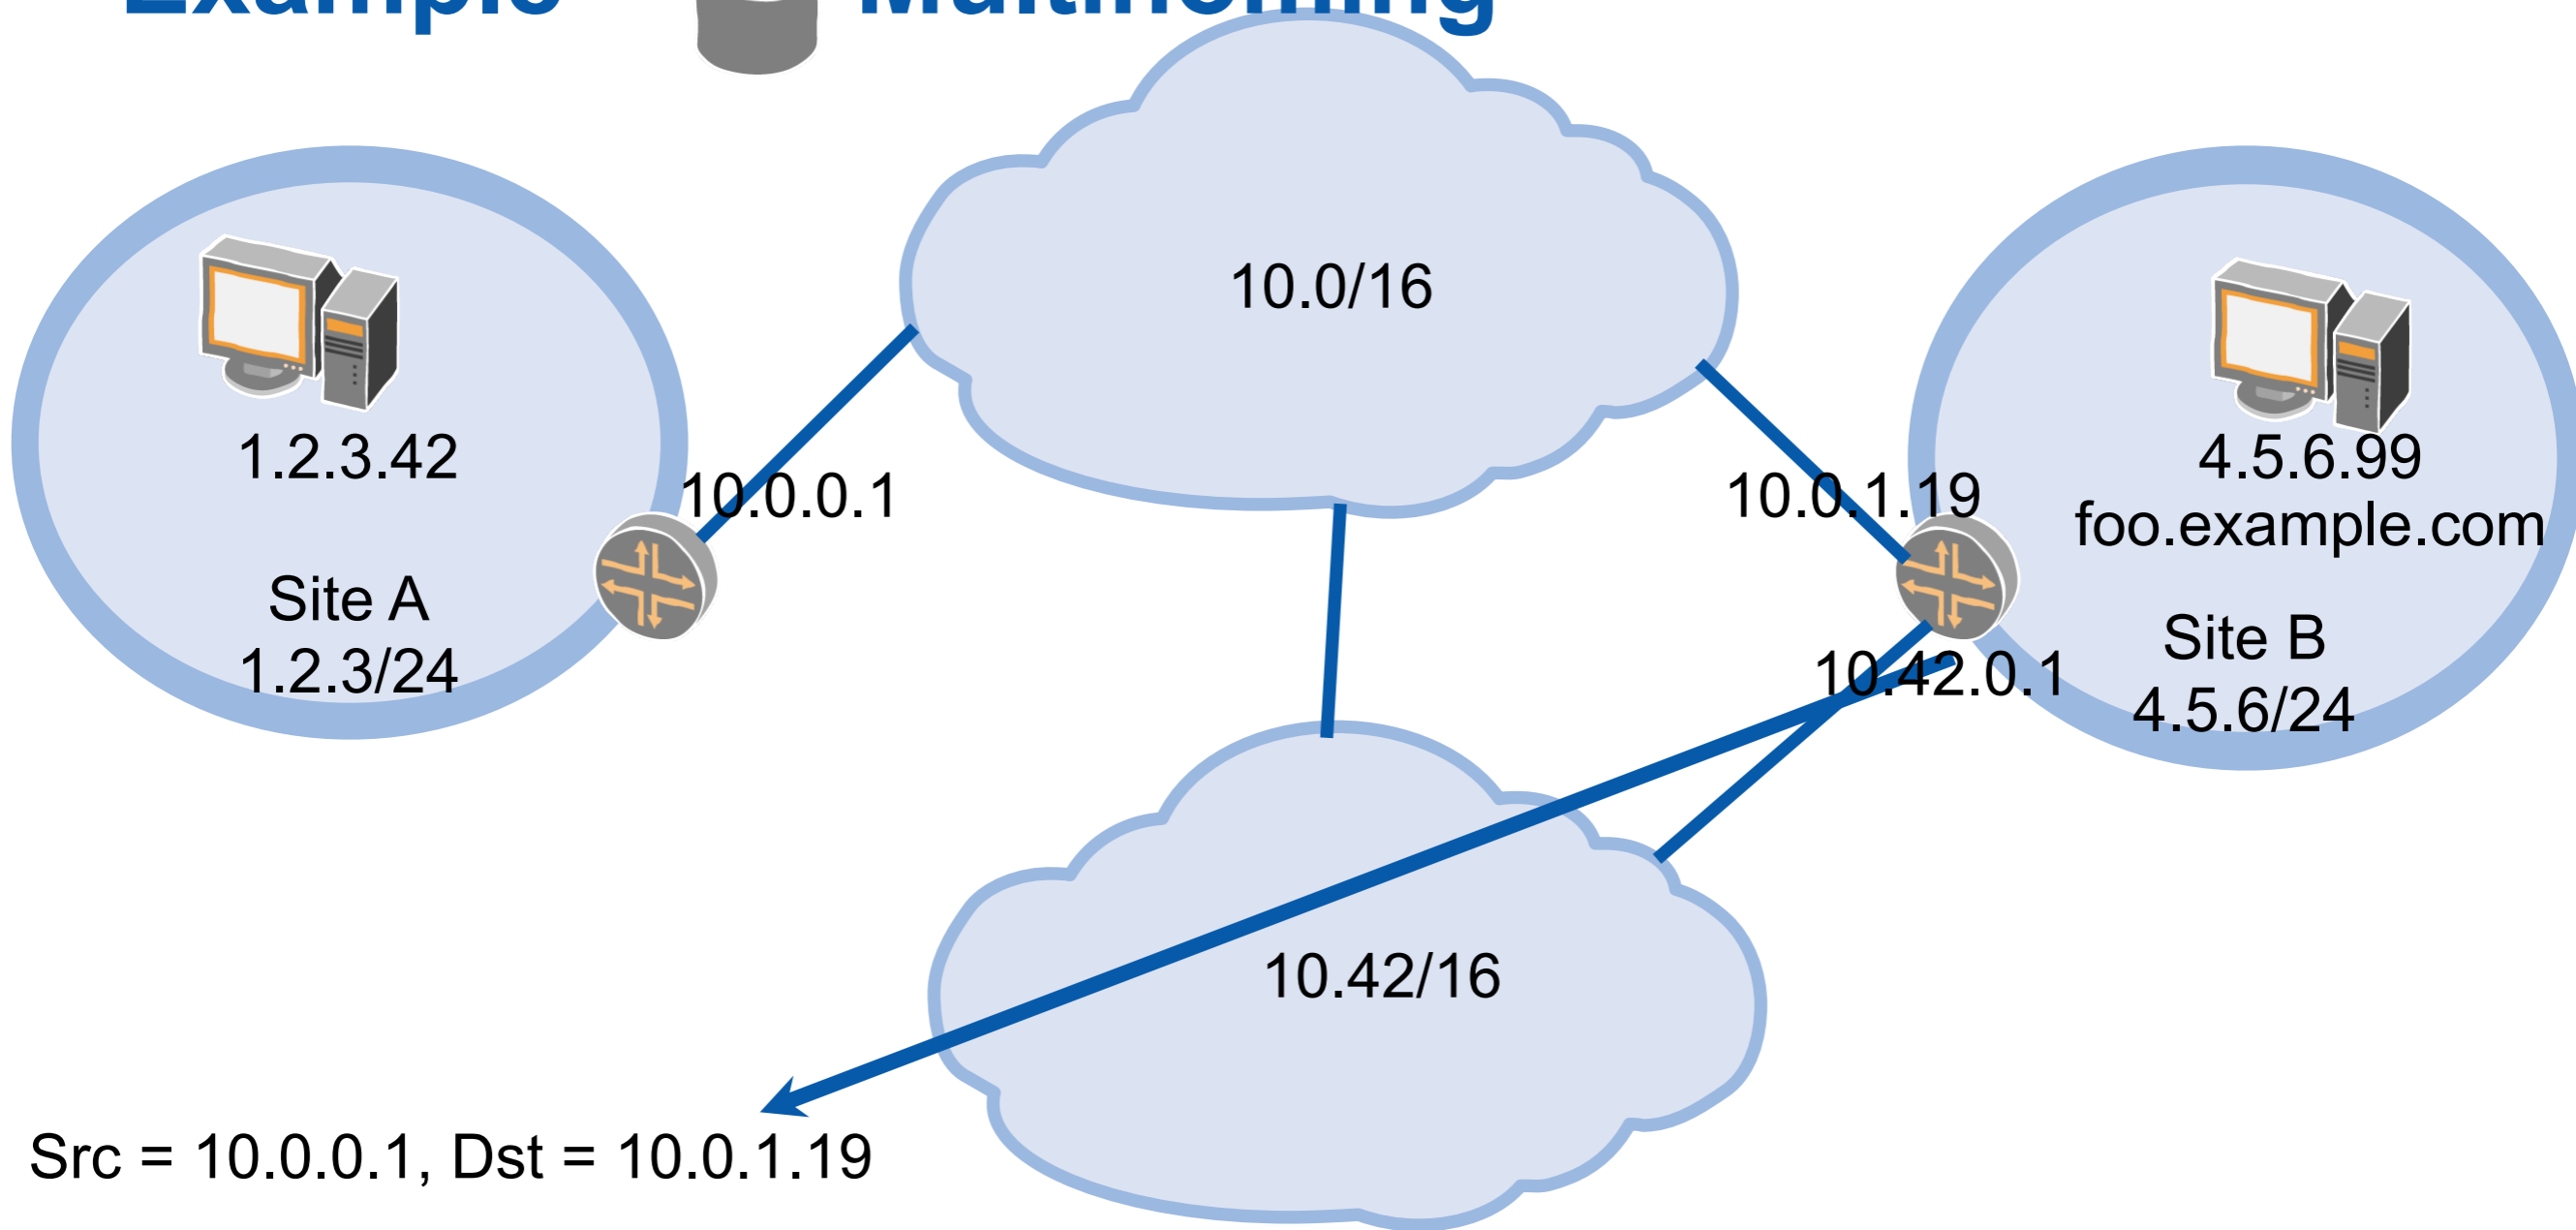 Example Multihoming
10.0/16
1.2.3.42
10.0.0.1
Site A
1.2.3/24
10.0.1.19
4.5.6.99
foo.example.com
10.42.0.1
Site B
4.5.6/24
10.42/16
Src = 10.0.0.1, Dst = 10.0.1.19